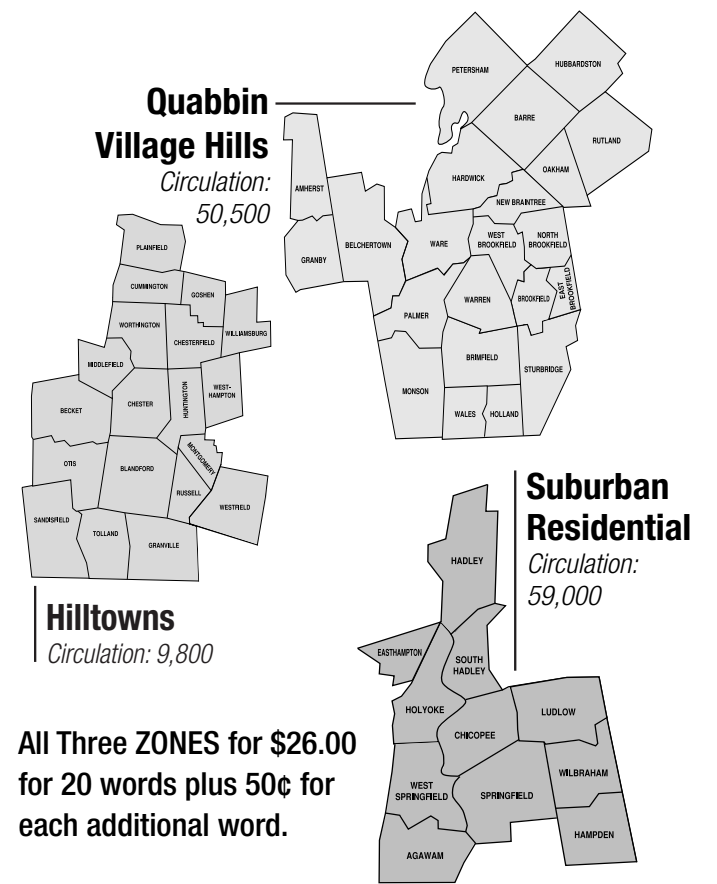 Quabbin
Village Hills
Circulation:
50,500
PETERSHAM
HUBBARDSTON
BARRE
RUTLAND
OAKHAM
HARDWICK
NEW BRAINTREE
AMHERST
GRANBY
BELCHERTOWN
WARE
WEST
BROOKFIELD
NORTH
BROOKFIELD
EAST
BROOKFIELD
BROOKFIELD
WARREN
PALMER
BRIMFIELD
STURBRIDGE
MONSON
WALES
HOLLAND
PLAINFIELD
CUMMINGTON
GOSHEN
WORTHINGTON
CHESTERFIELD
WILLIAMSBURG
MIDDLEFIELD
BECKET
CHESTER
HUNTINGTON
WEST-
HAMPTON
OTIS
BLANDFORD
MONTGOMERY
RUSSELL
WESTFIELD
SANDISFIELD
TOLLAND
GRANVILLE
Hilltowns
Circulation: 9,800
Suburban
Residential
Circulation:
59,000
HADLEY
EASTHAMPTON
SOUTH
HADLEY
HOLYOKE
CHICOPEE
LUDLOW
WEST
SPRINGFIELD
SPRINGFIELD
WILBRAHAM
HAMPDEN
AGAWAM
All Three ZONES for $26.00
for 20 words plus 50¢ for
each additional word.